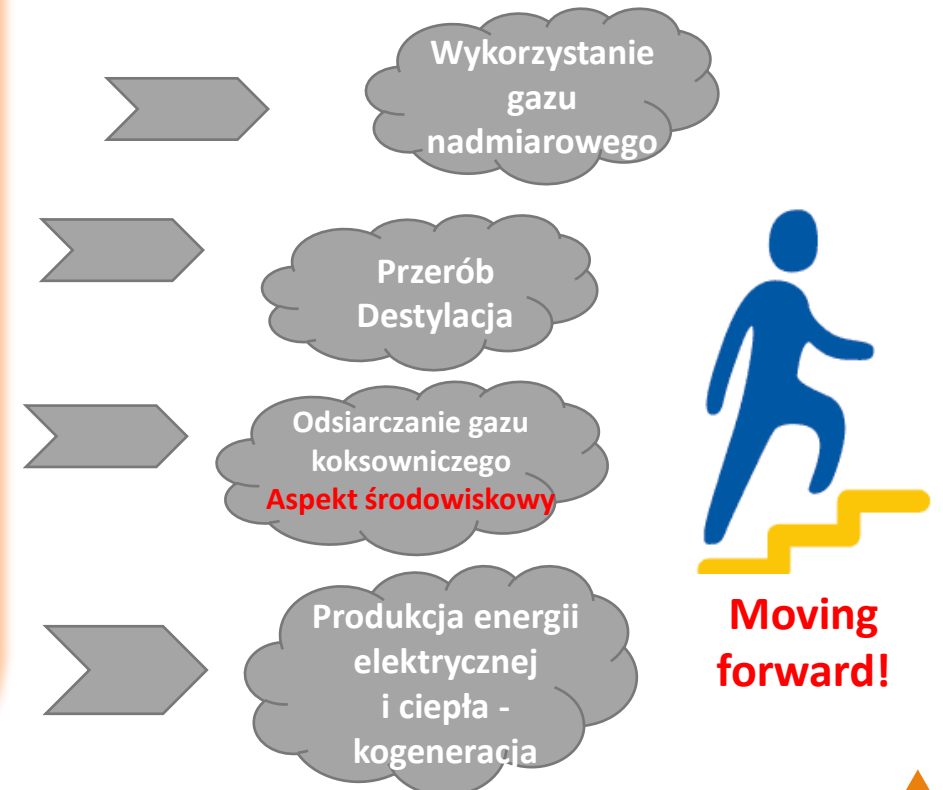 Wykorzystanie
gazu
nadmiarowego
Przerób
Destylacja
Odsiarczanie gazu
koksowniczego
Aspekt środowiskowy
Produkcja energii
elektrycznej
i ciepła -
kogeneracja
Moving
forward!